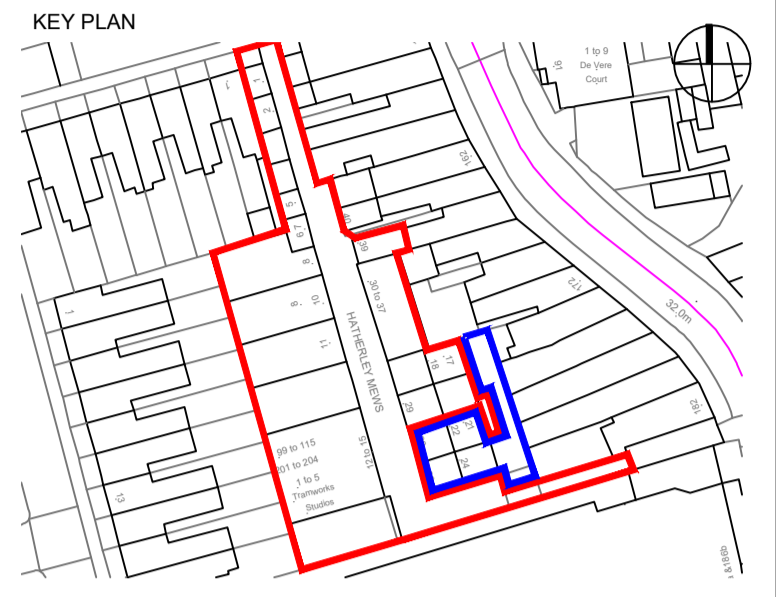 KEY PLAN
1 to 9
De Vere
Court
16
1
2
162
5
6.7
40
39
8
172
30 to 37
10
8
32.0m
1
11
HATHERLEY MEWS
17
18
29
21
22
182
99 to 115
201 to 204
1 to 5
Tramworks
Studios
12 to 15
24
13
& 186b